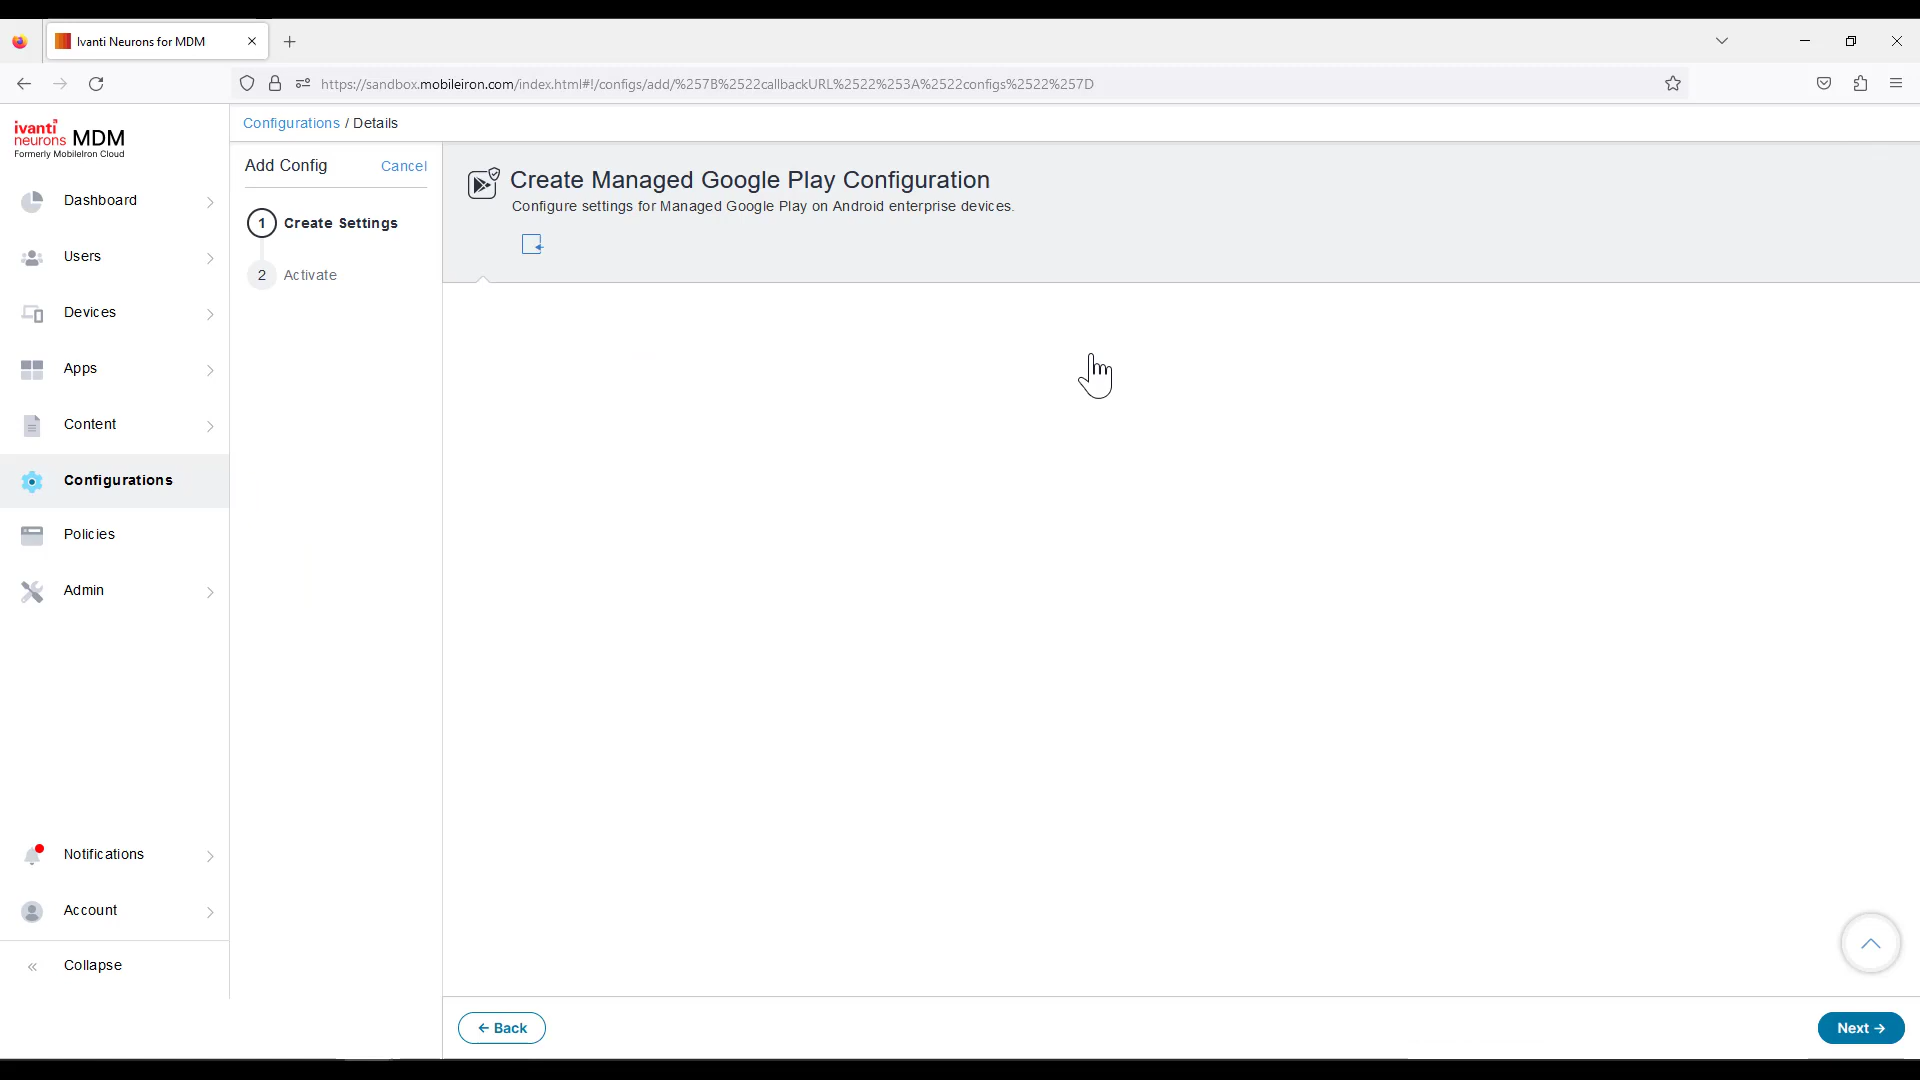 Ivanti Neurons for MDM
https://sandbox.mobileiron.com/index.html#!/configs/add/%257B%2522callbackURL%2522%253A%2522configs%2522%257D
ivanti
neurons MDM
Formerly MobileIron Cloud
Dashboard
Users
Devices
Apps
Content
Configurations
Policies
Admin
Notifications
Account
Collapse
Configurations / Details
Add Config Cancel
1 Create Settings
2 Activate
Create Managed Google Play Configuration
Configure settings for Managed Google Play on Android enterprise devices.
← Back
Next →